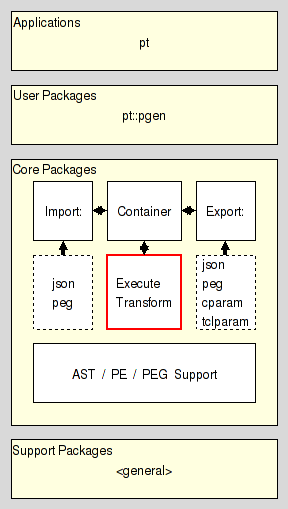 Applications
pt
User Packages
pt::pgen
Core Packages
Import:
Container
Export:
json
peg
Execute
Transform
json
peg
cparam
tclparam
AST / PE / PEG Support
Support Packages
<general>